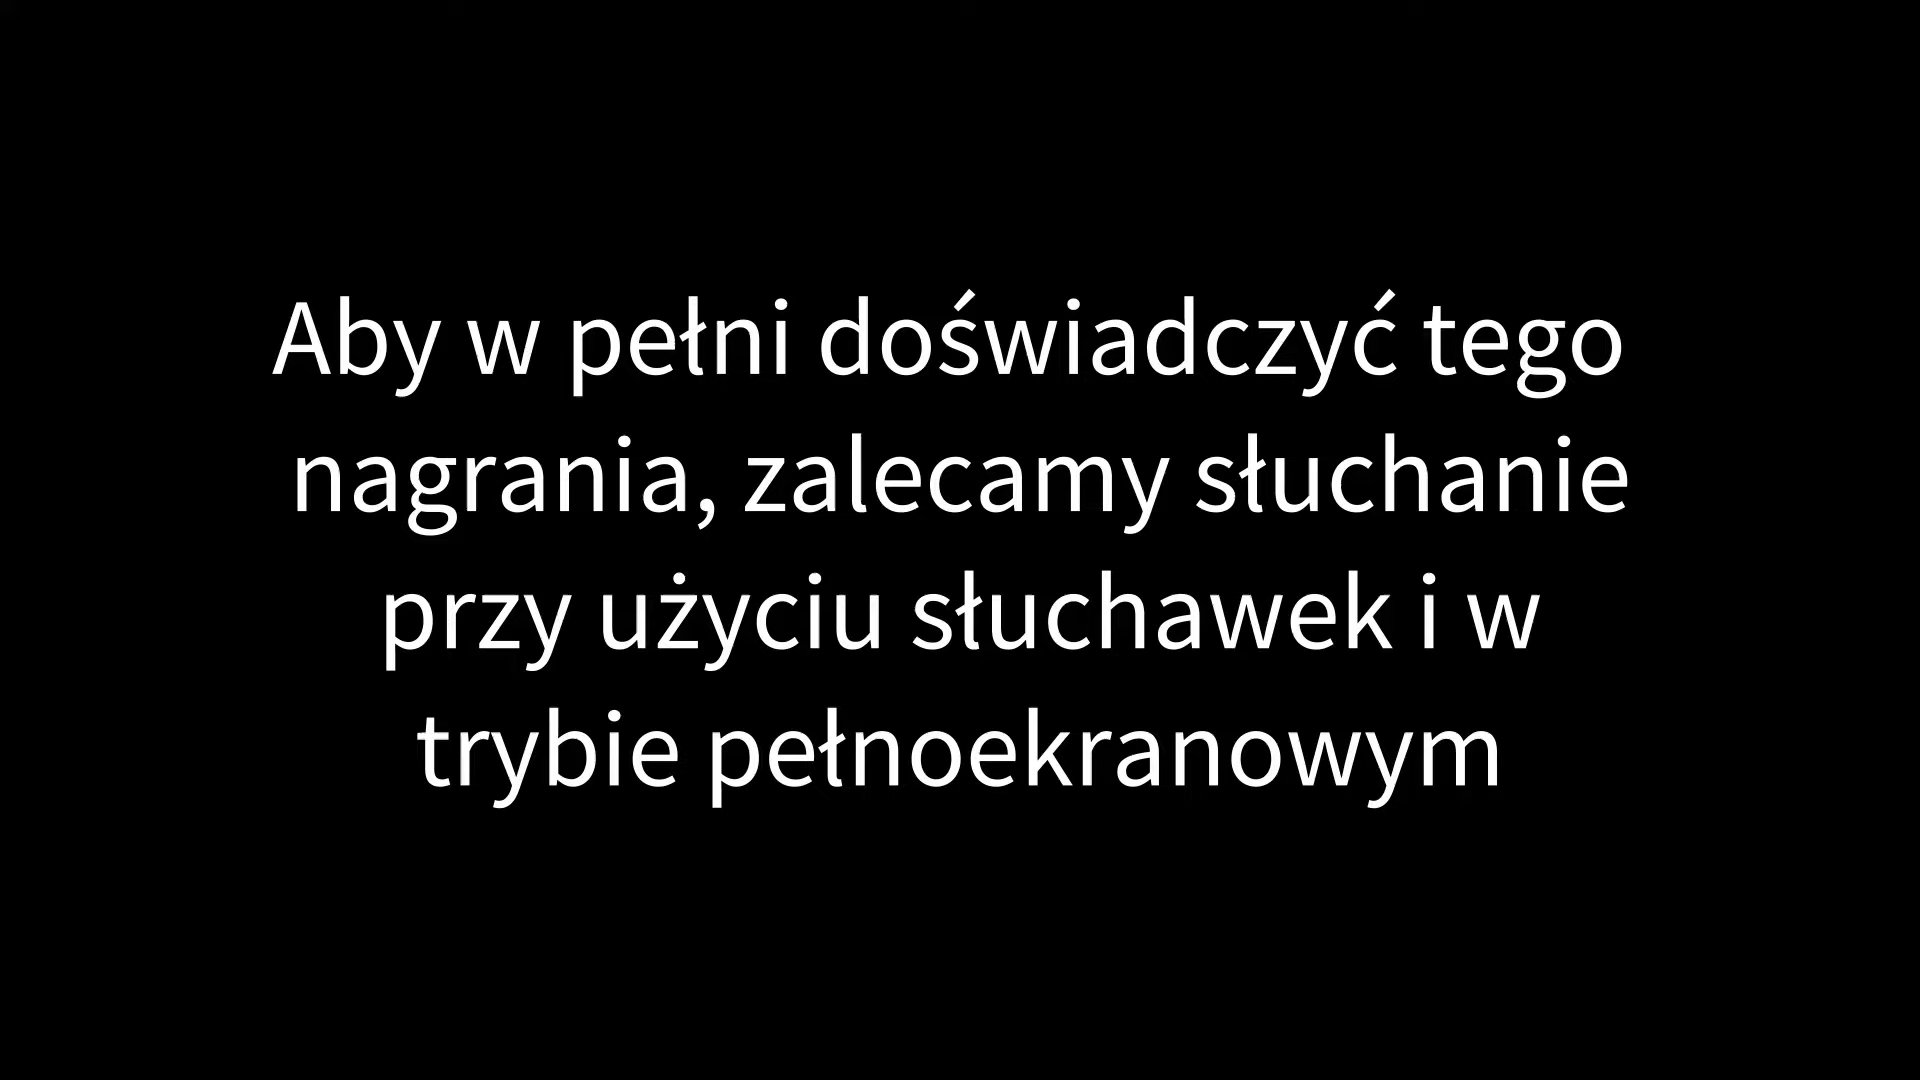 Aby w pełni doświadczyć tego
nagrania, zalecamy słuchanie
przy użyciu słuchawek i w
trybie pełnoekranowym